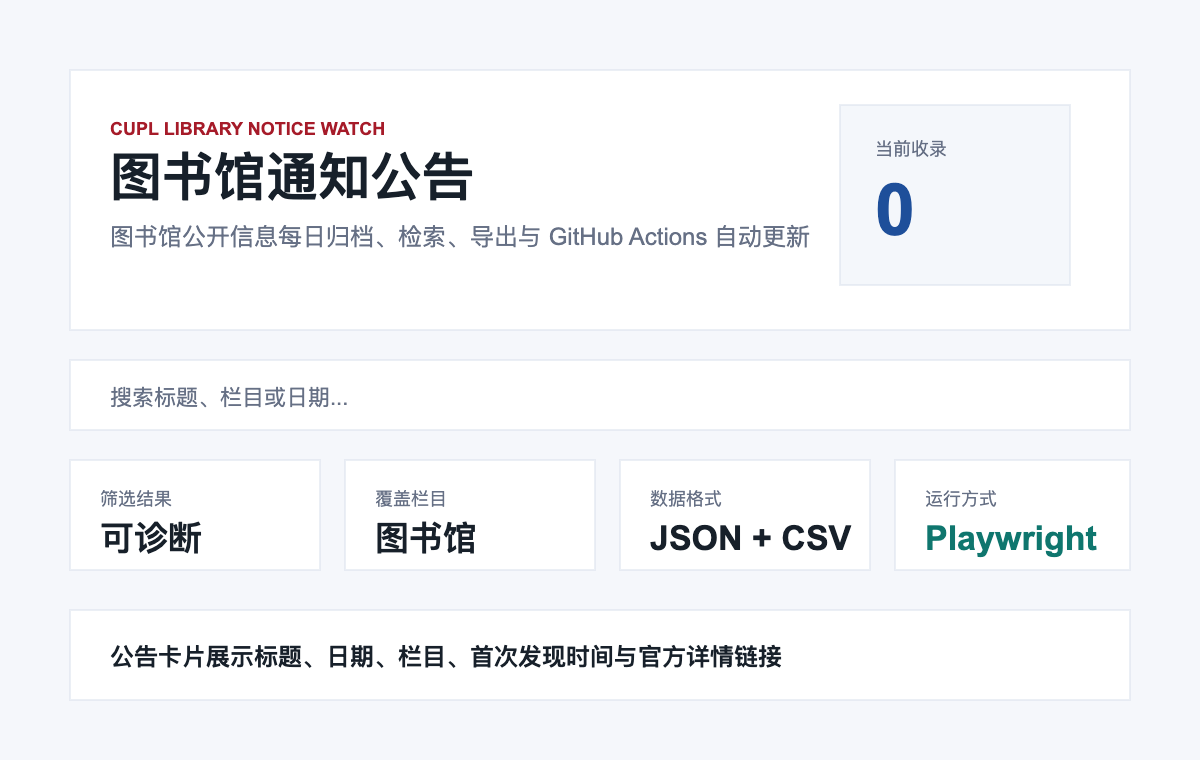 CUPL LIBRARY NOTICE WATCH
图书馆通知公告
图书馆公开信息每日归档、检索、导出与 GitHub Actions 自动更新
当前收录
0
搜索标题、栏目或日期...
筛选结果
可诊断
覆盖栏目
图书馆
数据格式
JSON + CSV
运行方式
Playwright
公告卡片展示标题、日期、栏目、首次发现时间与官方详情链接